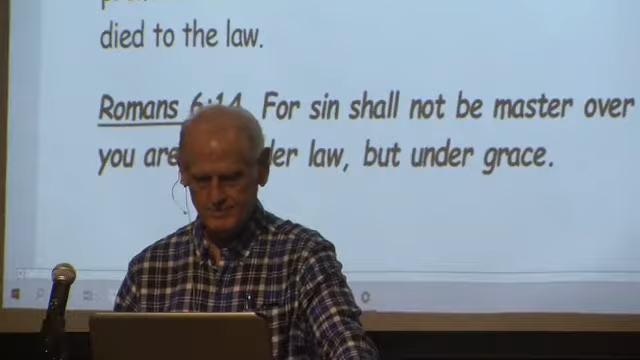 died to the law.
Romans 6:14 For sin shall not be master over
you are der law, but under grace.